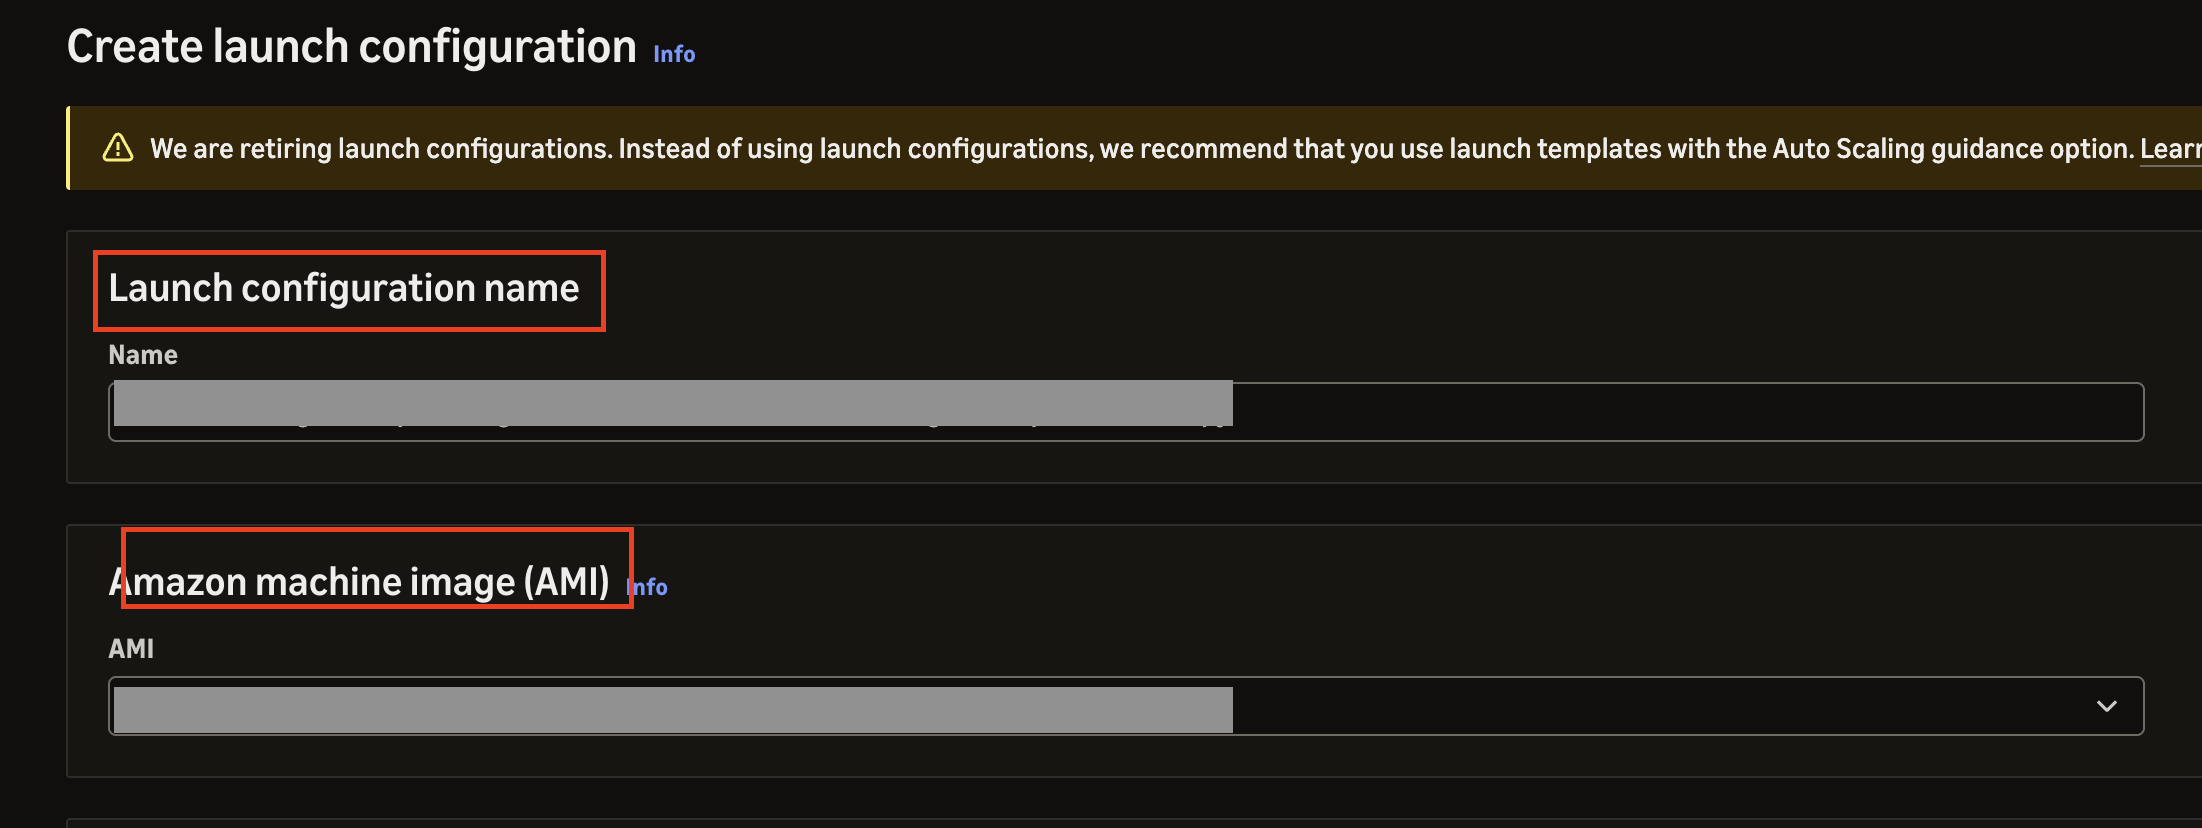 Create launch configuration Info
We are retiring launch configurations. Instead of using launch configurations, we recommend that you use launch templates with the Auto Scaling guidance option. Learn
Launch configuration name
Name
Amazon machine image (AMI) Info
AMI